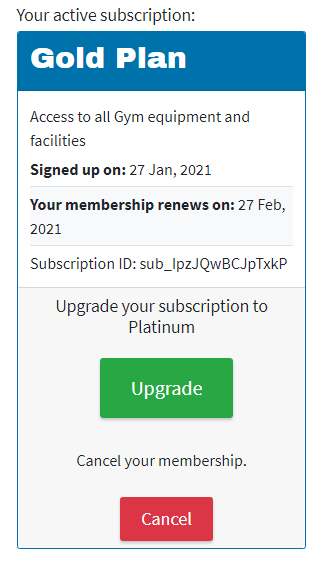 Your active subscription:
Gold Plan
Access to all Gym equipment and
facilities
Signed up on: 27 Jan, 2021
Your membership renews on: 27 Feb,
2021
Subscription ID: sub_IpzJQwBCJpTxkP
Upgrade your subscription to
Platinum
Upgrade
Cancel your membership.
Cancel